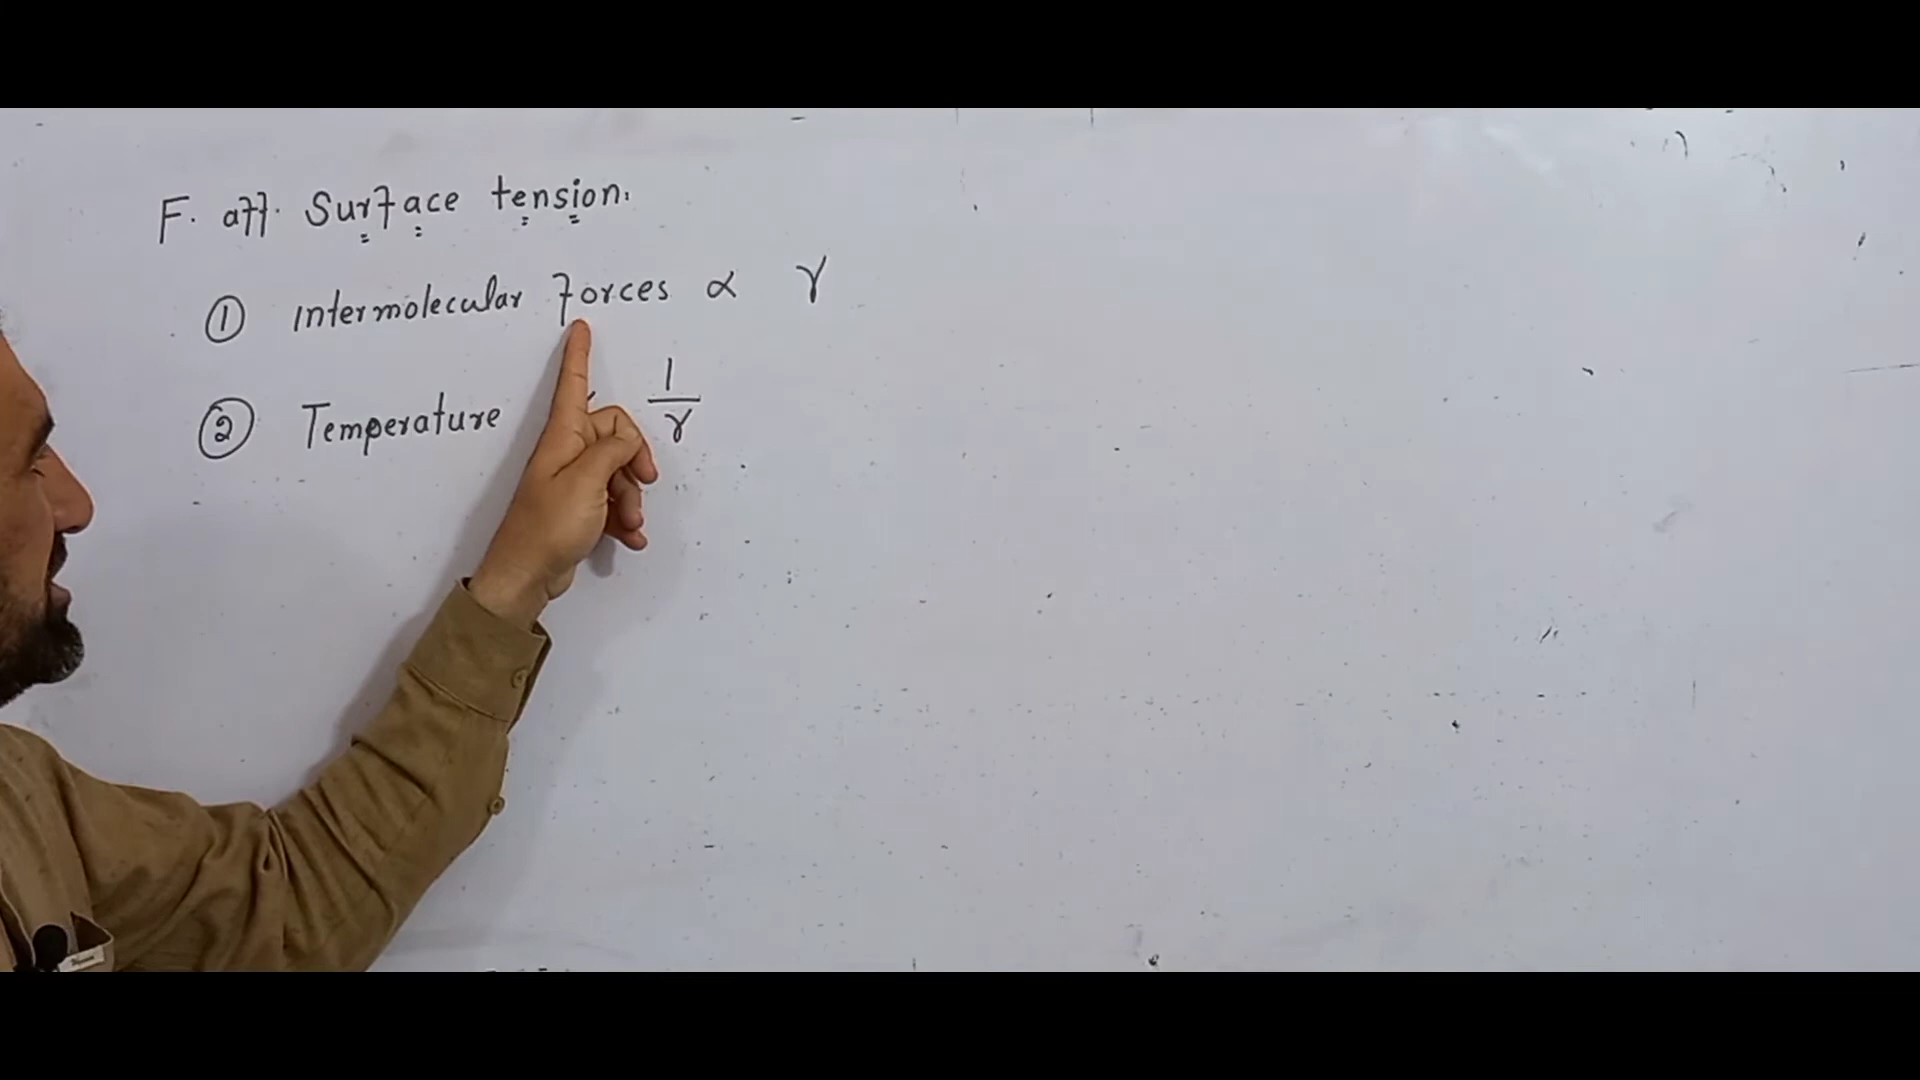 F. aff. Surface tension.
① Intermolecular forces ∝ γ
② Temperature 1/γ